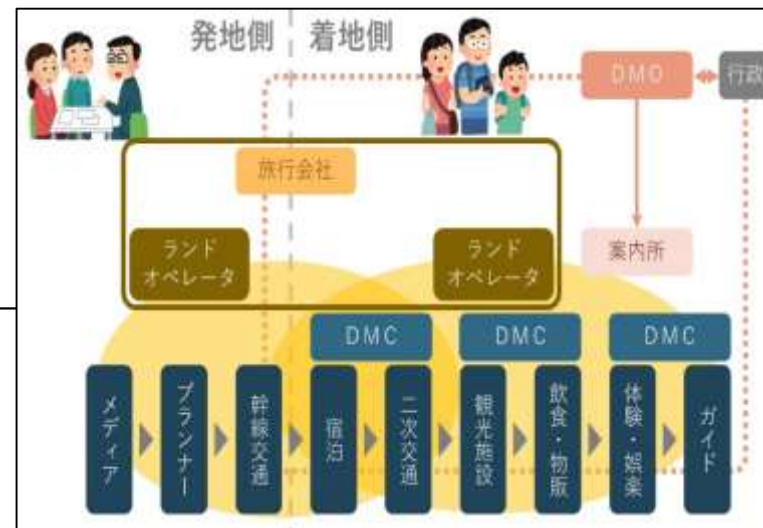 発地側
着地側
DMO
行政
旅行会社
ランド
オペレータ
ランド
オペレータ
案内所
DMC
DMC
DMC
メディア
プランナー
幹線交通
宿泊
二次交通
観光施設
飲食・物販
体験・娯楽
ガイド